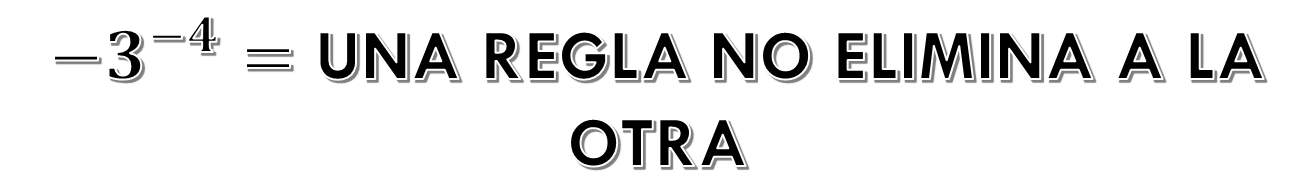 −3⁻⁴ = UNA REGLA NO ELIMINA A LA
OTRA